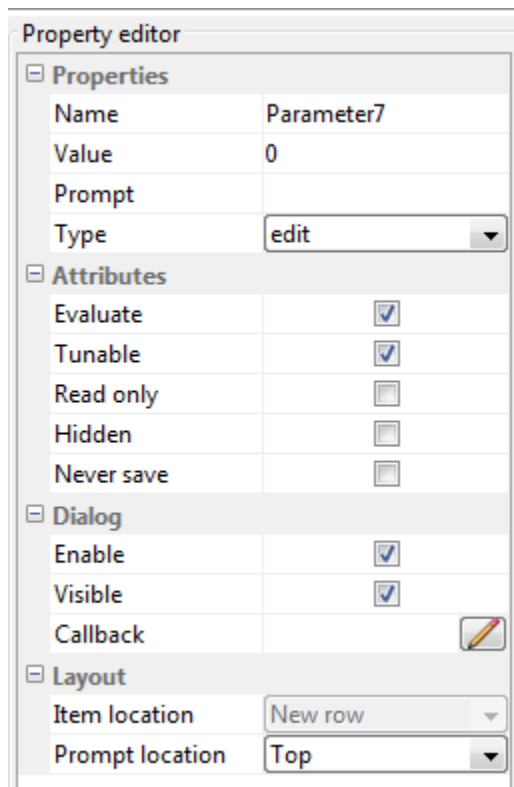 Property editor
Properties
Name Parameter7
Value 0
Prompt
Type edit
Attributes
Evaluate
Tunable
Read only
Hidden
Never save
Dialog
Enable
Visible
Callback
Layout
Item location New row
Prompt location Top